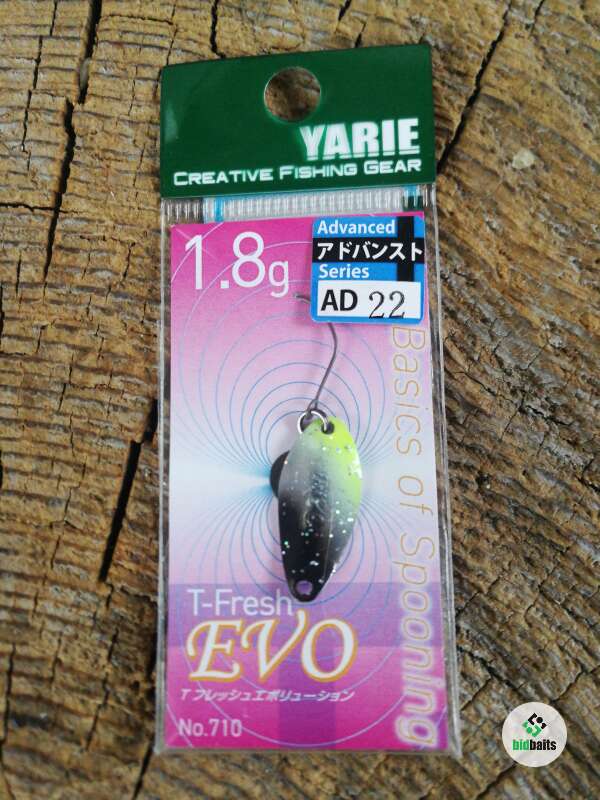 YARIE
CREATIVE FISHING GEAR
1.8g
Advanced
アドバンスト
Series
AD 22
Basics of Spooning
T-Fresh
EVO
T フレッシュエボリューション
No.710
bidbaits